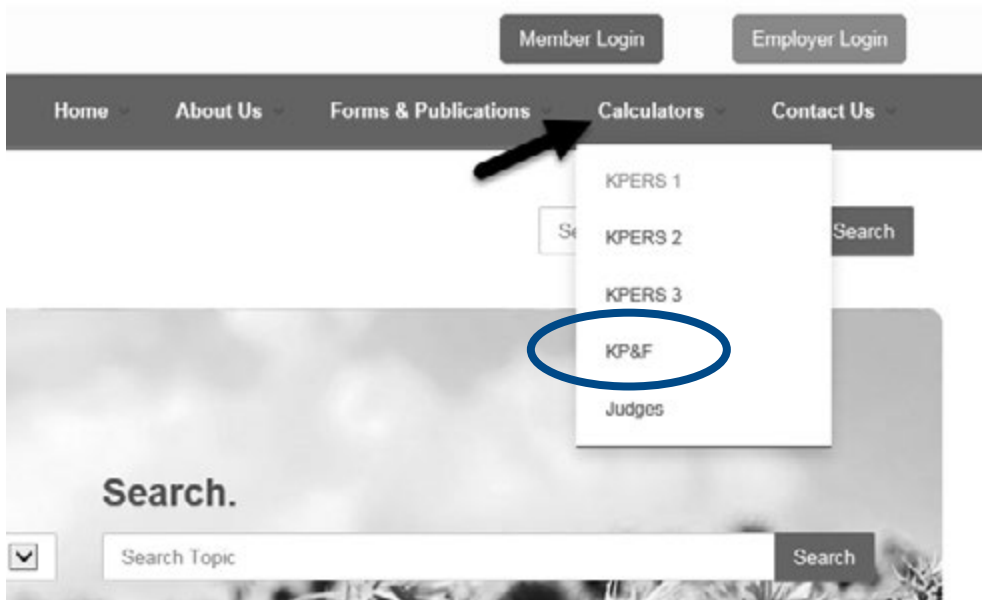 Member Login Employer Login
Home About Us Forms & Publications Calculators Contact Us
KPERS 1
KPERS 2
Search
KPERS 3
KP&F
Judges
Search.
Search Topic Search